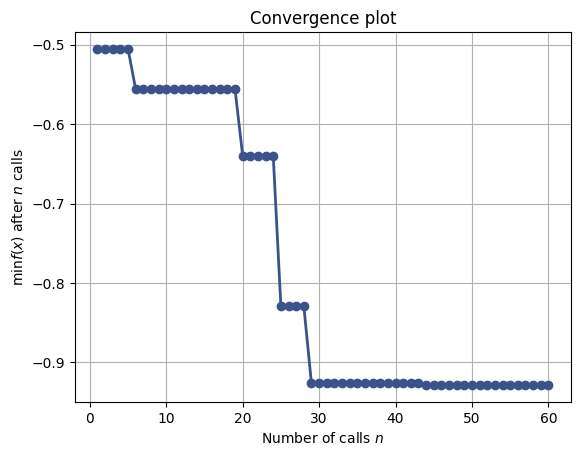 Convergence plot
min f(x) after n calls
−0.5
−0.6
−0.7
−0.8
−0.9
0 10 20 30 40 50 60
Number of calls n